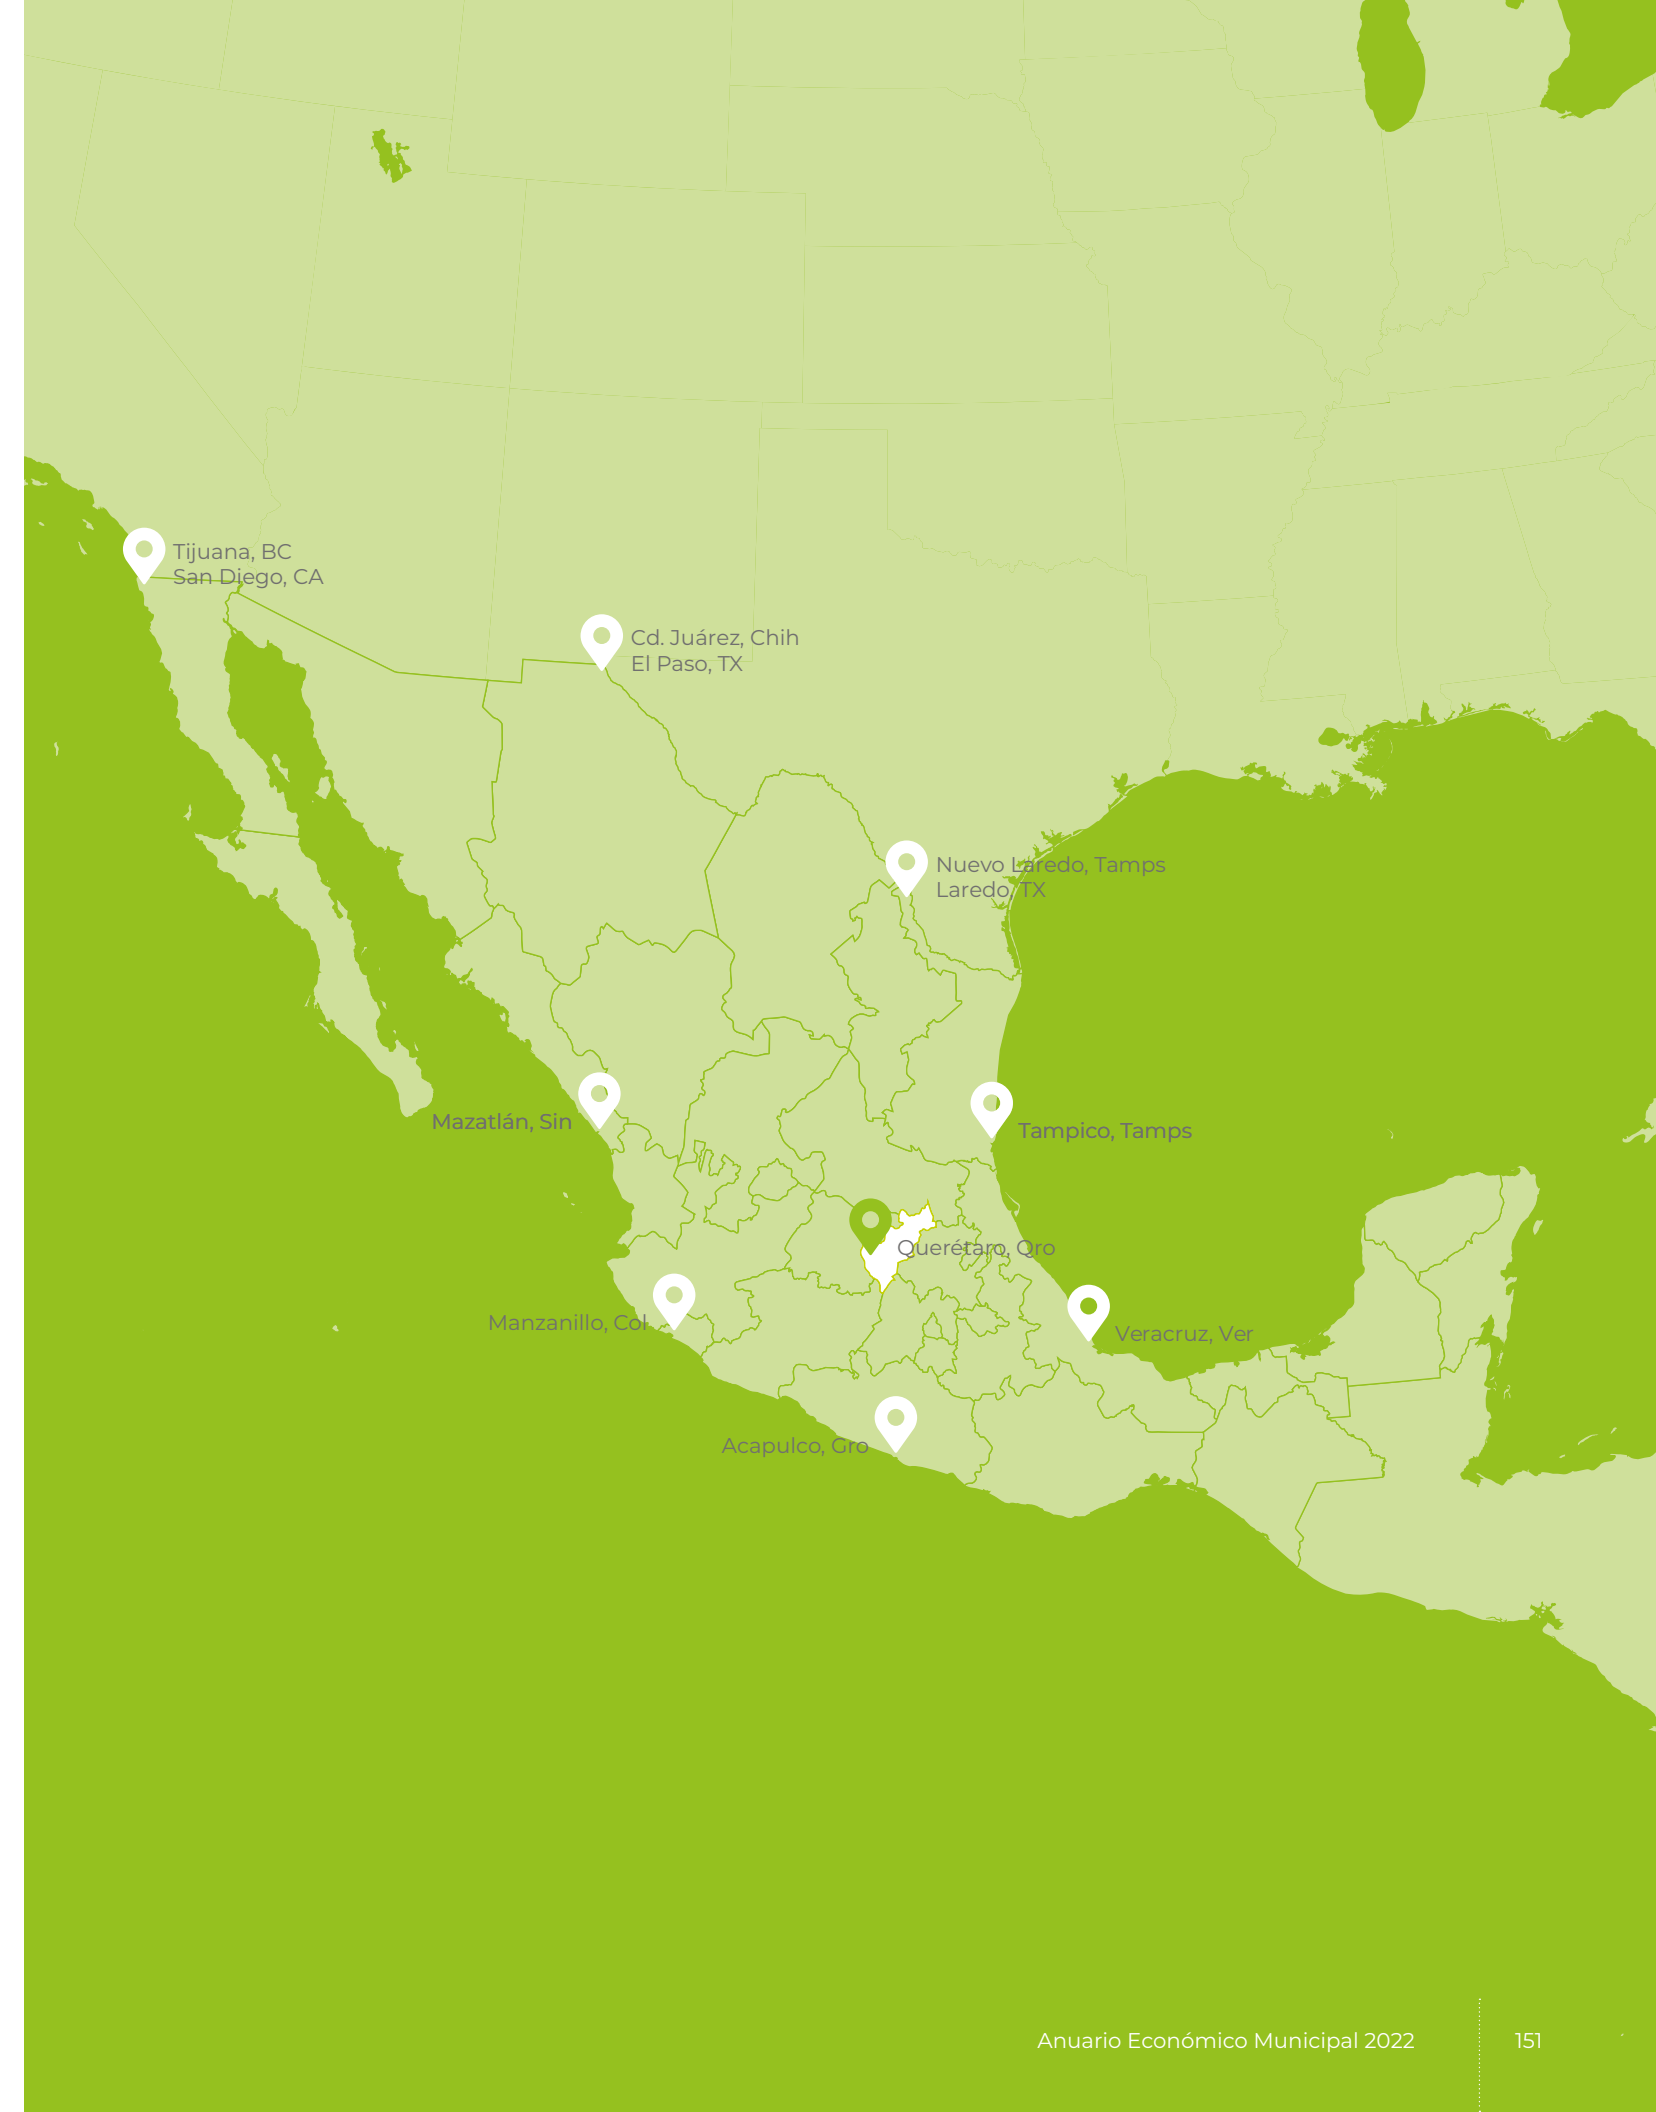 Tijuana, BC
San Diego, CA
Cd. Juárez, Chih
El Paso, TX
Nuevo Laredo, Tamps
Laredo, TX
Mazatlán, Sin
Tampico, Tamps
Querétaro, Qro
Manzanillo, Col
Veracruz, Ver
Acapulco, Gro
Anuario Económico Municipal 2022
151